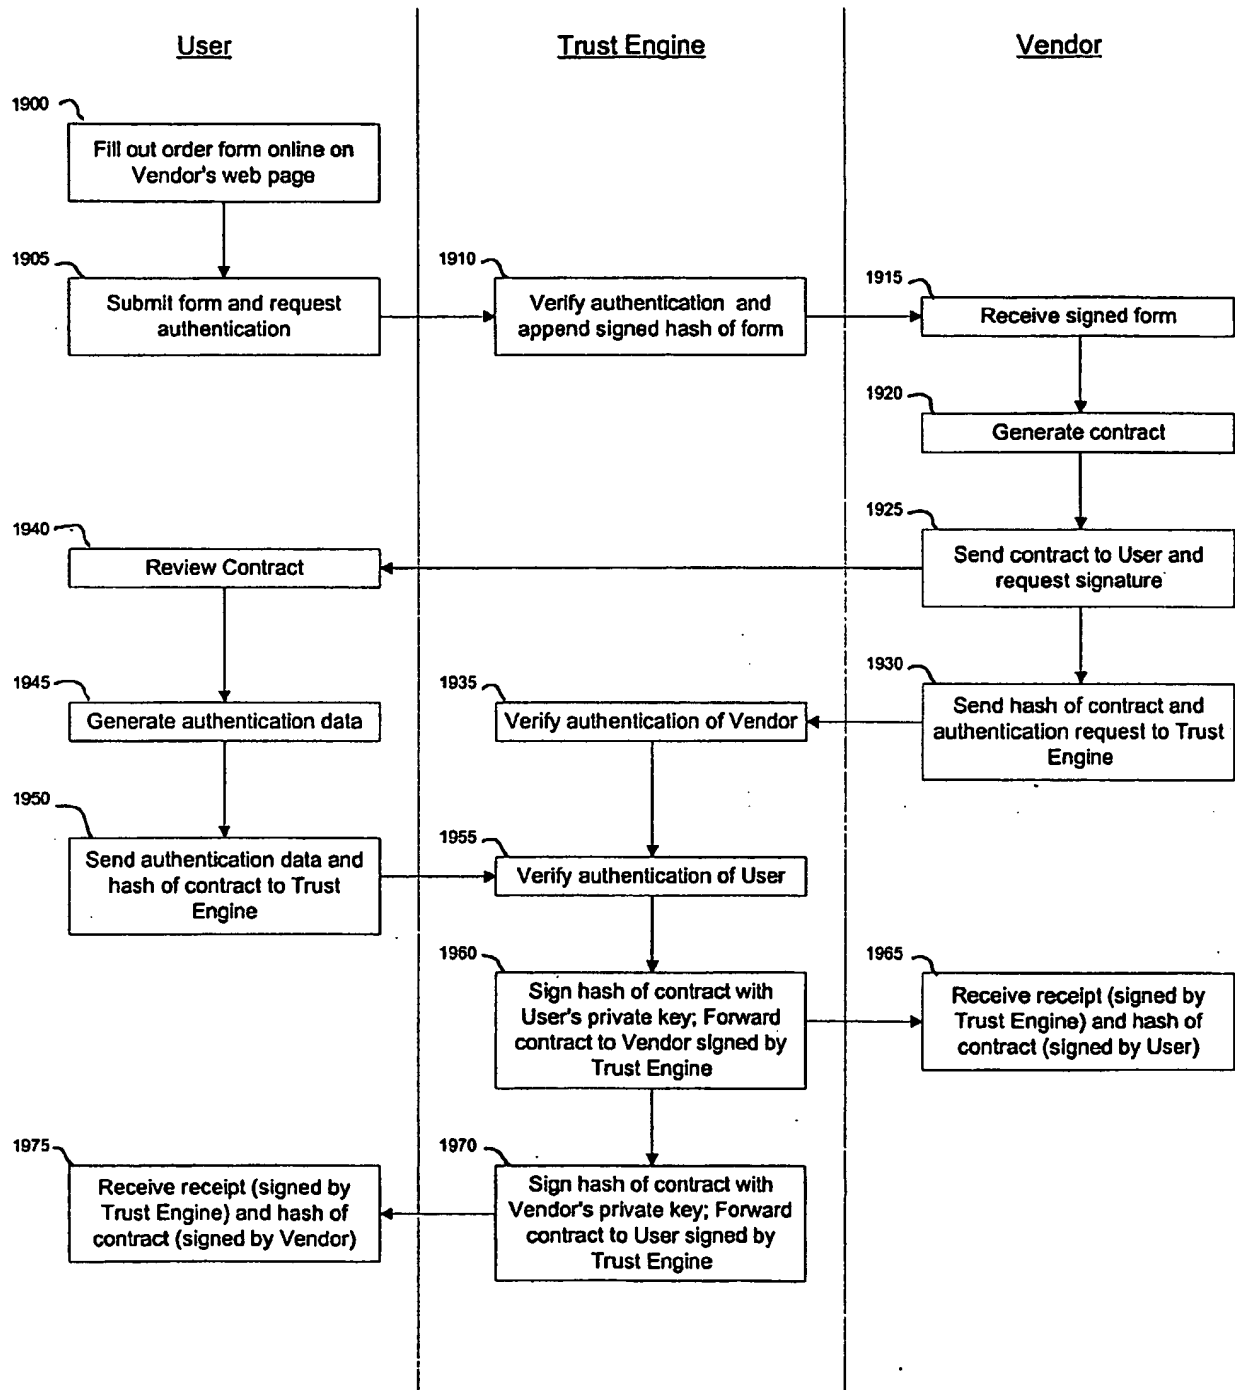 User
Trust Engine
Vendor
1900
Fill out order form online on
Vendor's web page
1905
Submit form and request
authentication
1910
Verify authentication and
append signed hash of form
1915
Receive signed form
1920
Generate contract
1925
Send contract to User and
request signature
1940
Review Contract
1930
Send hash of contract and
authentication request to Trust
Engine
1935
Verify authentication of Vendor
1945
Generate authentication data
1950
Send authentication data and
hash of contract to Trust
Engine
1955
Verify authentication of User
1960
Sign hash of contract with
User's private key; Forward
contract to Vendor signed by
Trust Engine
1965
Receive receipt (signed by
Trust Engine) and hash of
contract (signed by User)
1970
Sign hash of contract with
Vendor's private key; Forward
contract to User signed by
Trust Engine
1975
Receive receipt (signed by
Trust Engine) and hash of
contract (signed by Vendor)